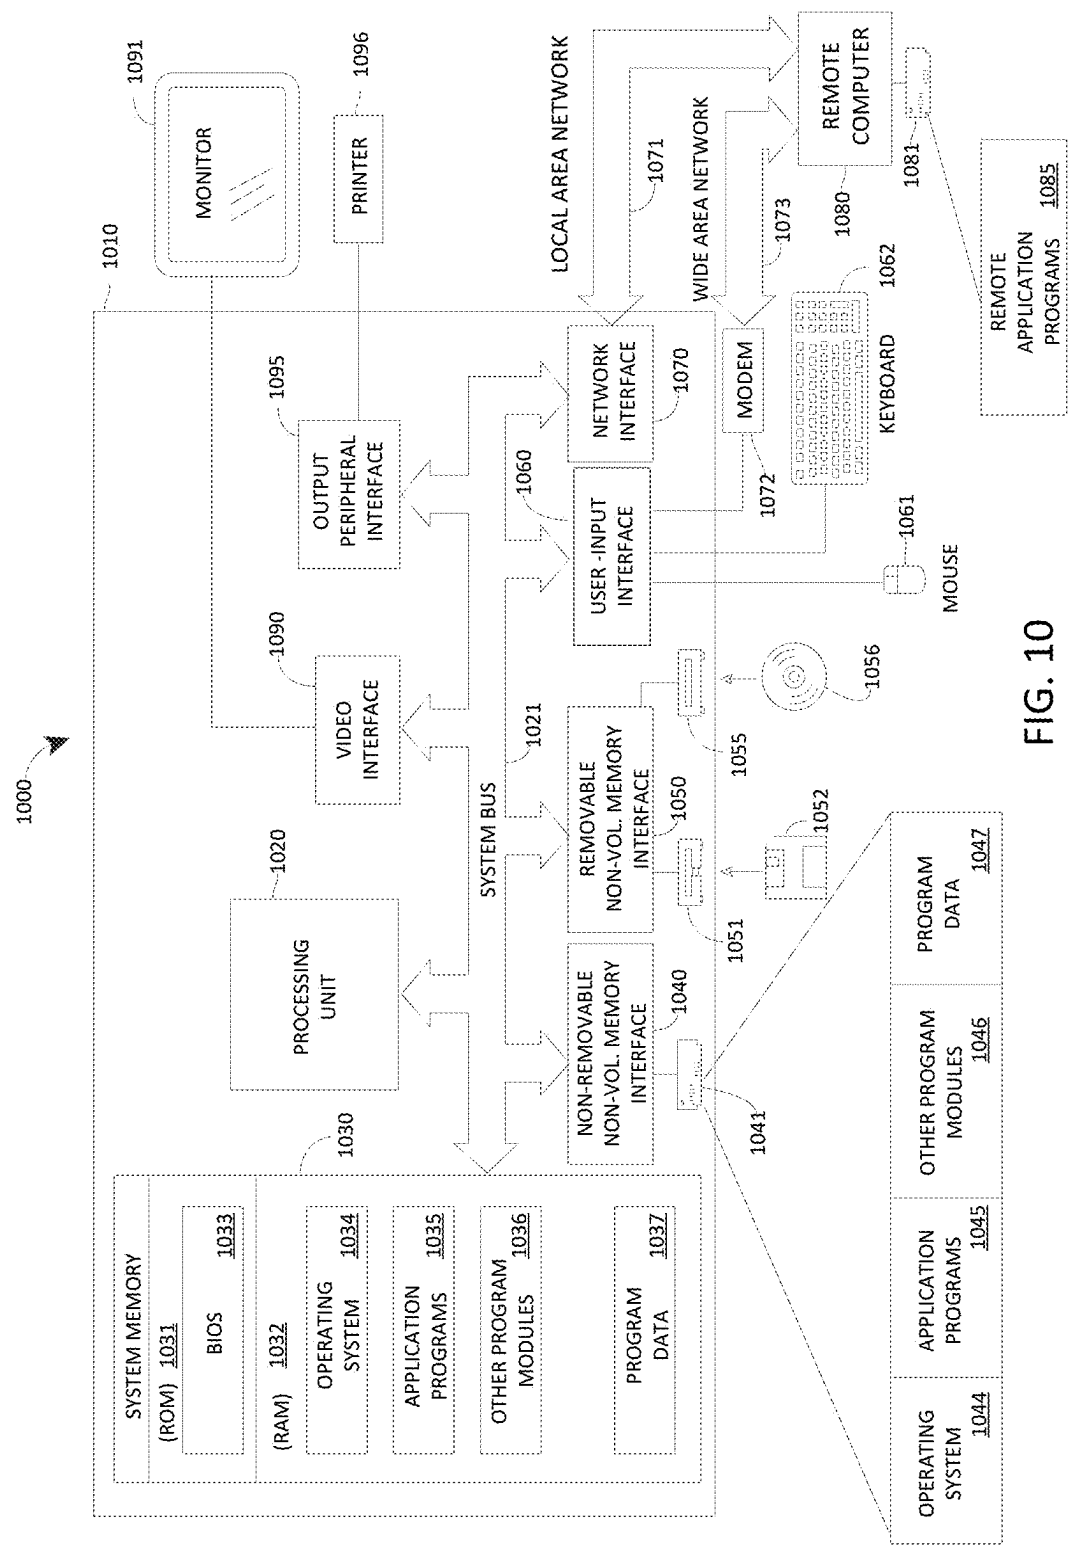 1000
1010
SYSTEM MEMORY
(ROM) 1031
BIOS 1033
(RAM) 1032
OPERATING
SYSTEM 1034
APPLICATION
PROGRAMS 1035
OTHER PROGRAM
MODULES 1036
PROGRAM
DATA 1037
1030
PROCESSING
UNIT
1020
VIDEO
INTERFACE
1090
OUTPUT
PERIPHERAL
INTERFACE
1095
MONITOR
1091
PRINTER
1096
SYSTEM BUS
1021
NON-REMOVABLE
NON-VOL. MEMORY
INTERFACE
1040
REMOVABLE
NON-VOL. MEMORY
INTERFACE
1050
USER-INPUT
INTERFACE
1060
NETWORK
INTERFACE
1070
LOCAL AREA NETWORK
1071
WIDE AREA NETWORK
1073
MODEM
1072
REMOTE
COMPUTER
1080
1081
1041
1051
1055
1052
1056
MOUSE
1061
KEYBOARD
1062
OPERATING
SYSTEM 1044
APPLICATION
PROGRAMS 1045
OTHER PROGRAM
MODULES 1046
PROGRAM
DATA 1047
REMOTE
APPLICATION
PROGRAMS 1085
FIG. 10